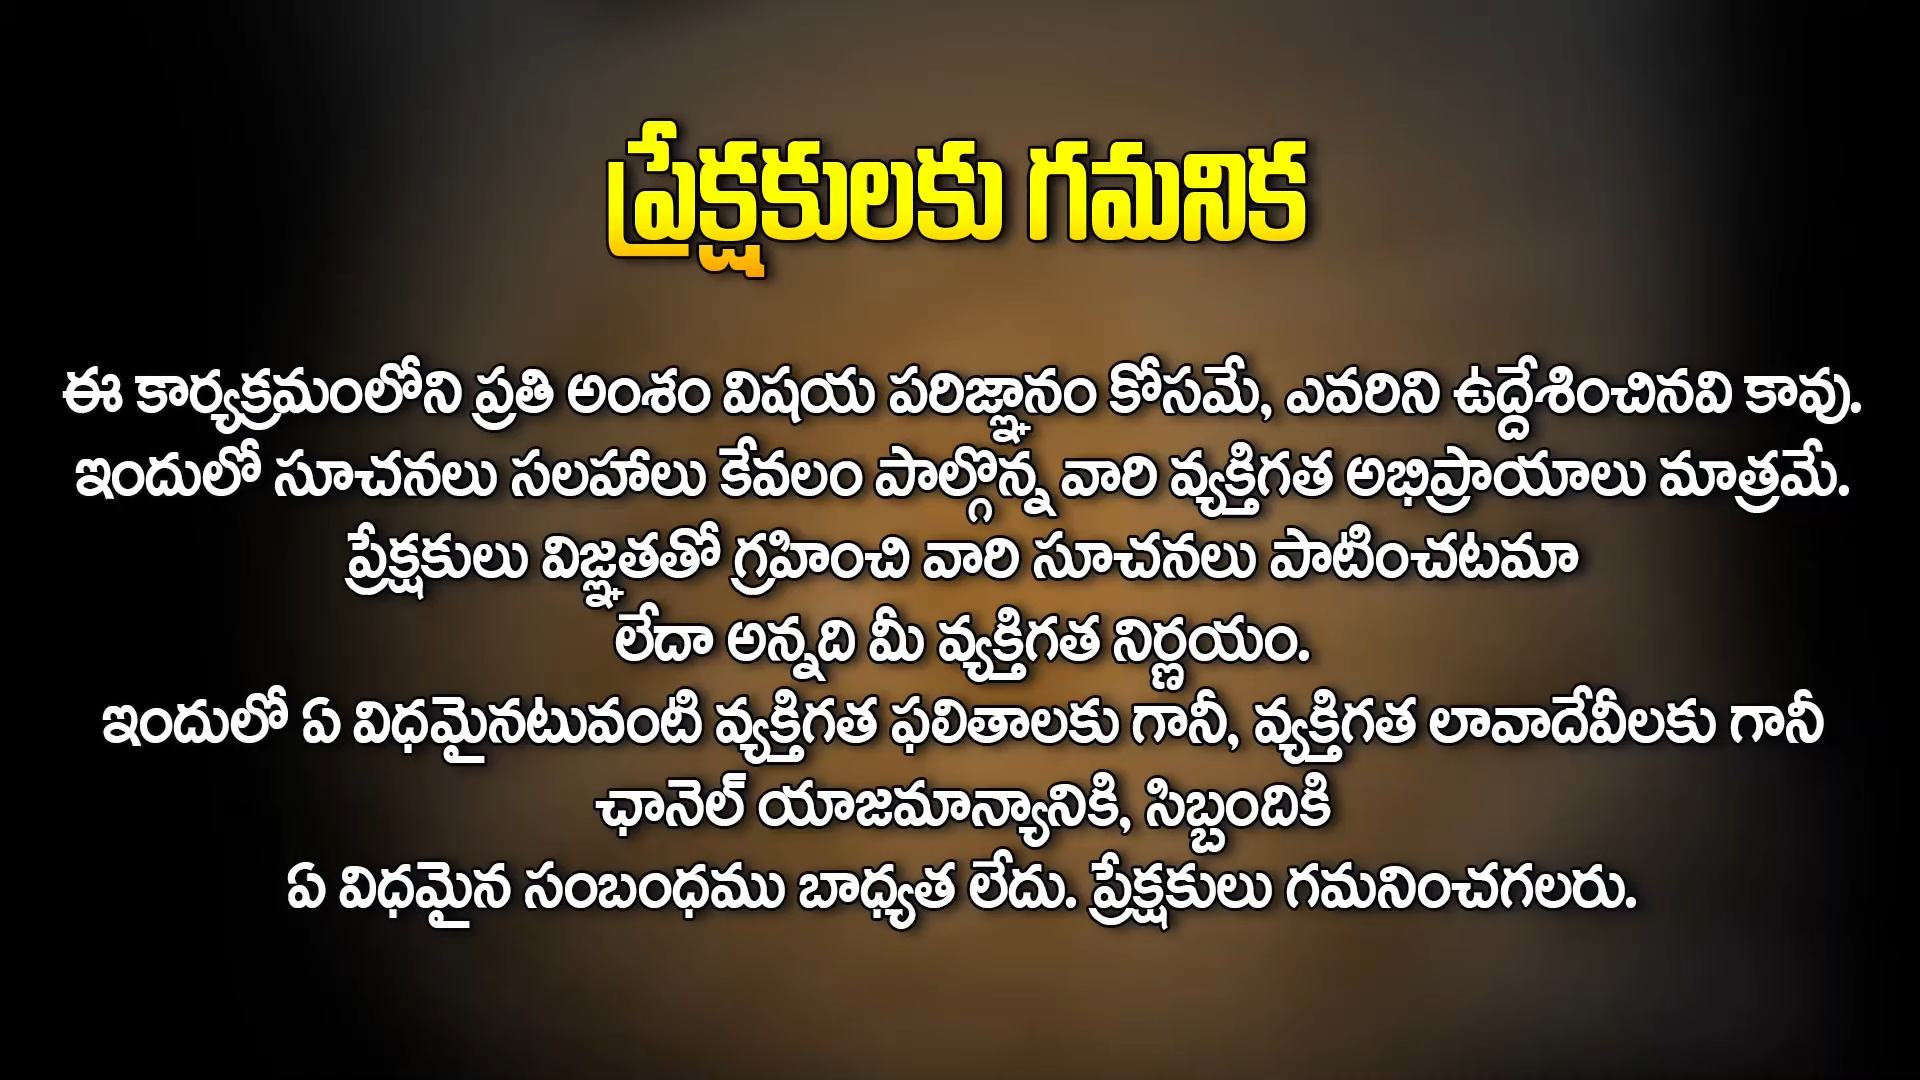 ప్రేక్షకులకు గమనిక
ఈ కార్యక్రమంలోని ప్రతి అంశం విషయ పరిజ్ఞానం కోసమే, ఎవరిని ఉద్దేశించినవి కావు.
ఇందులో సూచనలు సలహాలు కేవలం పాల్గొన్న వారి వ్యక్తిగత అభిప్రాయాలు మాత్రమే.
ప్రేక్షకులు విజ్ఞతతో గ్రహించి వారి సూచనలు పాటించటమా
లేదా అన్నది మీ వ్యక్తిగత నిర్ణయం.
ఇందులో ఏ విధమైనటువంటి వ్యక్తిగత ఫలితాలకు గానీ, వ్యక్తిగత లావాదేవీలకు గానీ
ఛానెల్ యాజమాన్యానికి, సిబ్బందికి
ఏ విధమైన సంబంధము బాధ్యత లేదు. ప్రేక్షకులు గమనించగలరు.